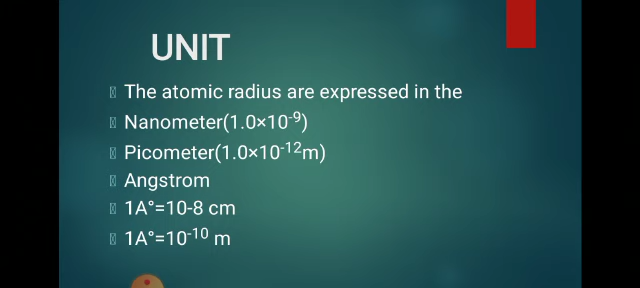 UNIT
The atomic radius are expressed in the
Nanometer(1.0×10⁻⁹)
Picometer(1.0×10⁻¹²m)
Angstrom
1A°=10-8 cm
1A°=10⁻¹⁰ m